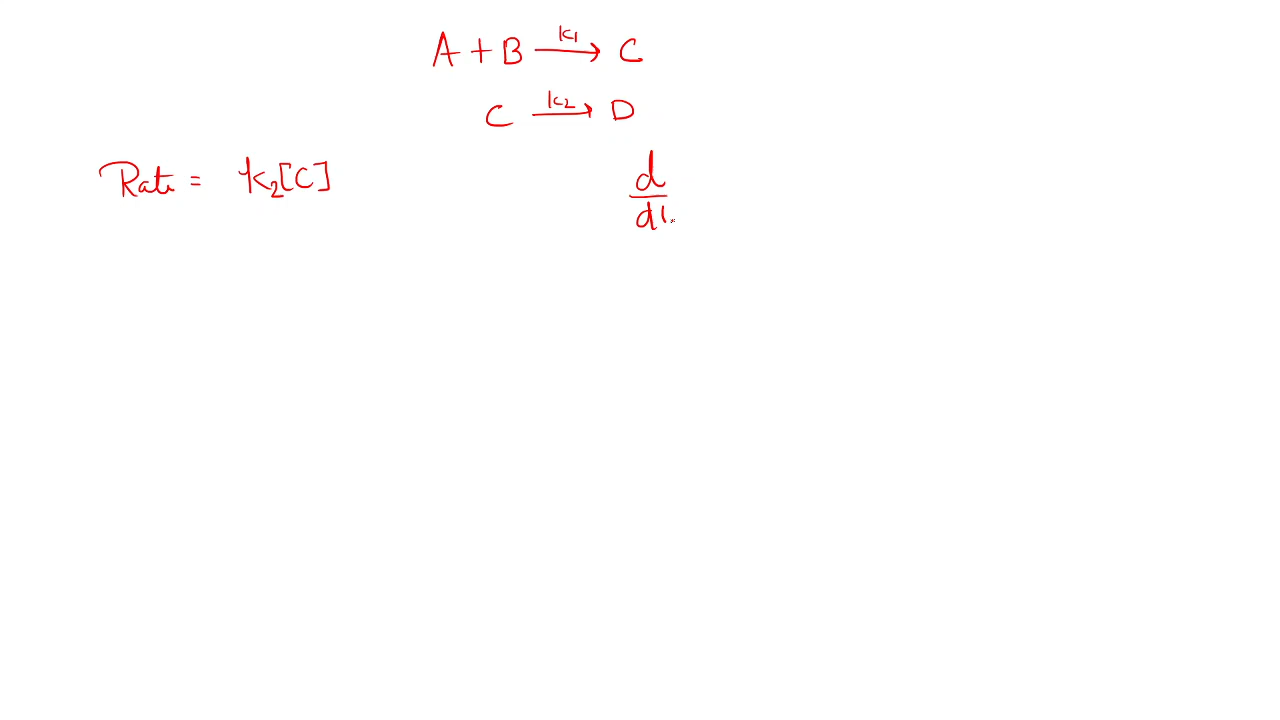 A + B →k₁ C
C →k₂ D
Rate = k₂[C]
d
d